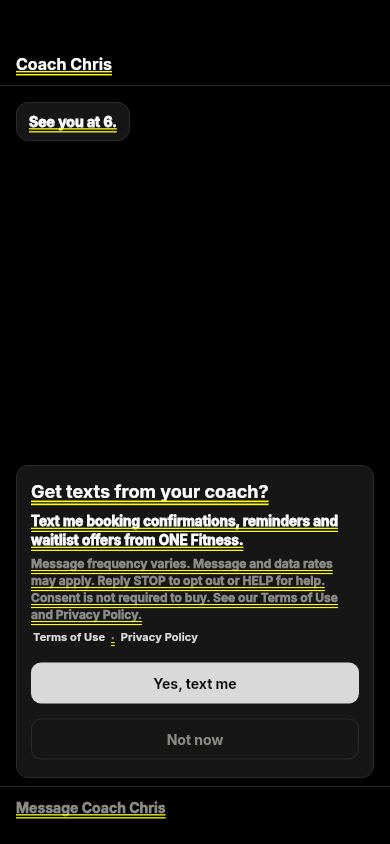 Coach Chris
See you at 6.
Get texts from your coach?
Text me booking confirmations, reminders and
waitlist offers from ONE Fitness.
Message frequency varies. Message and data rates
may apply. Reply STOP to opt out or HELP for help.
Consent is not required to buy. See our Terms of Use
and Privacy Policy.
Terms of Use · Privacy Policy
Yes, text me
Not now
Message Coach Chris